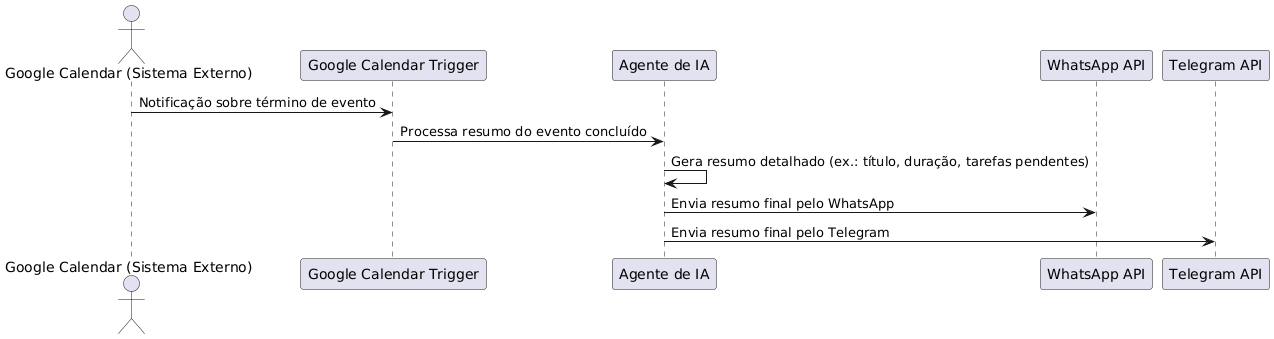 Google Calendar (Sistema Externo)
Google Calendar Trigger
Agente de IA
WhatsApp API
Telegram API
Notificação sobre término de evento
Processa resumo do evento concluído
Gera resumo detalhado (ex.: título, duração, tarefas pendentes)
Envia resumo final pelo WhatsApp
Envia resumo final pelo Telegram
Google Calendar (Sistema Externo)
Google Calendar Trigger
Agente de IA
WhatsApp API
Telegram API